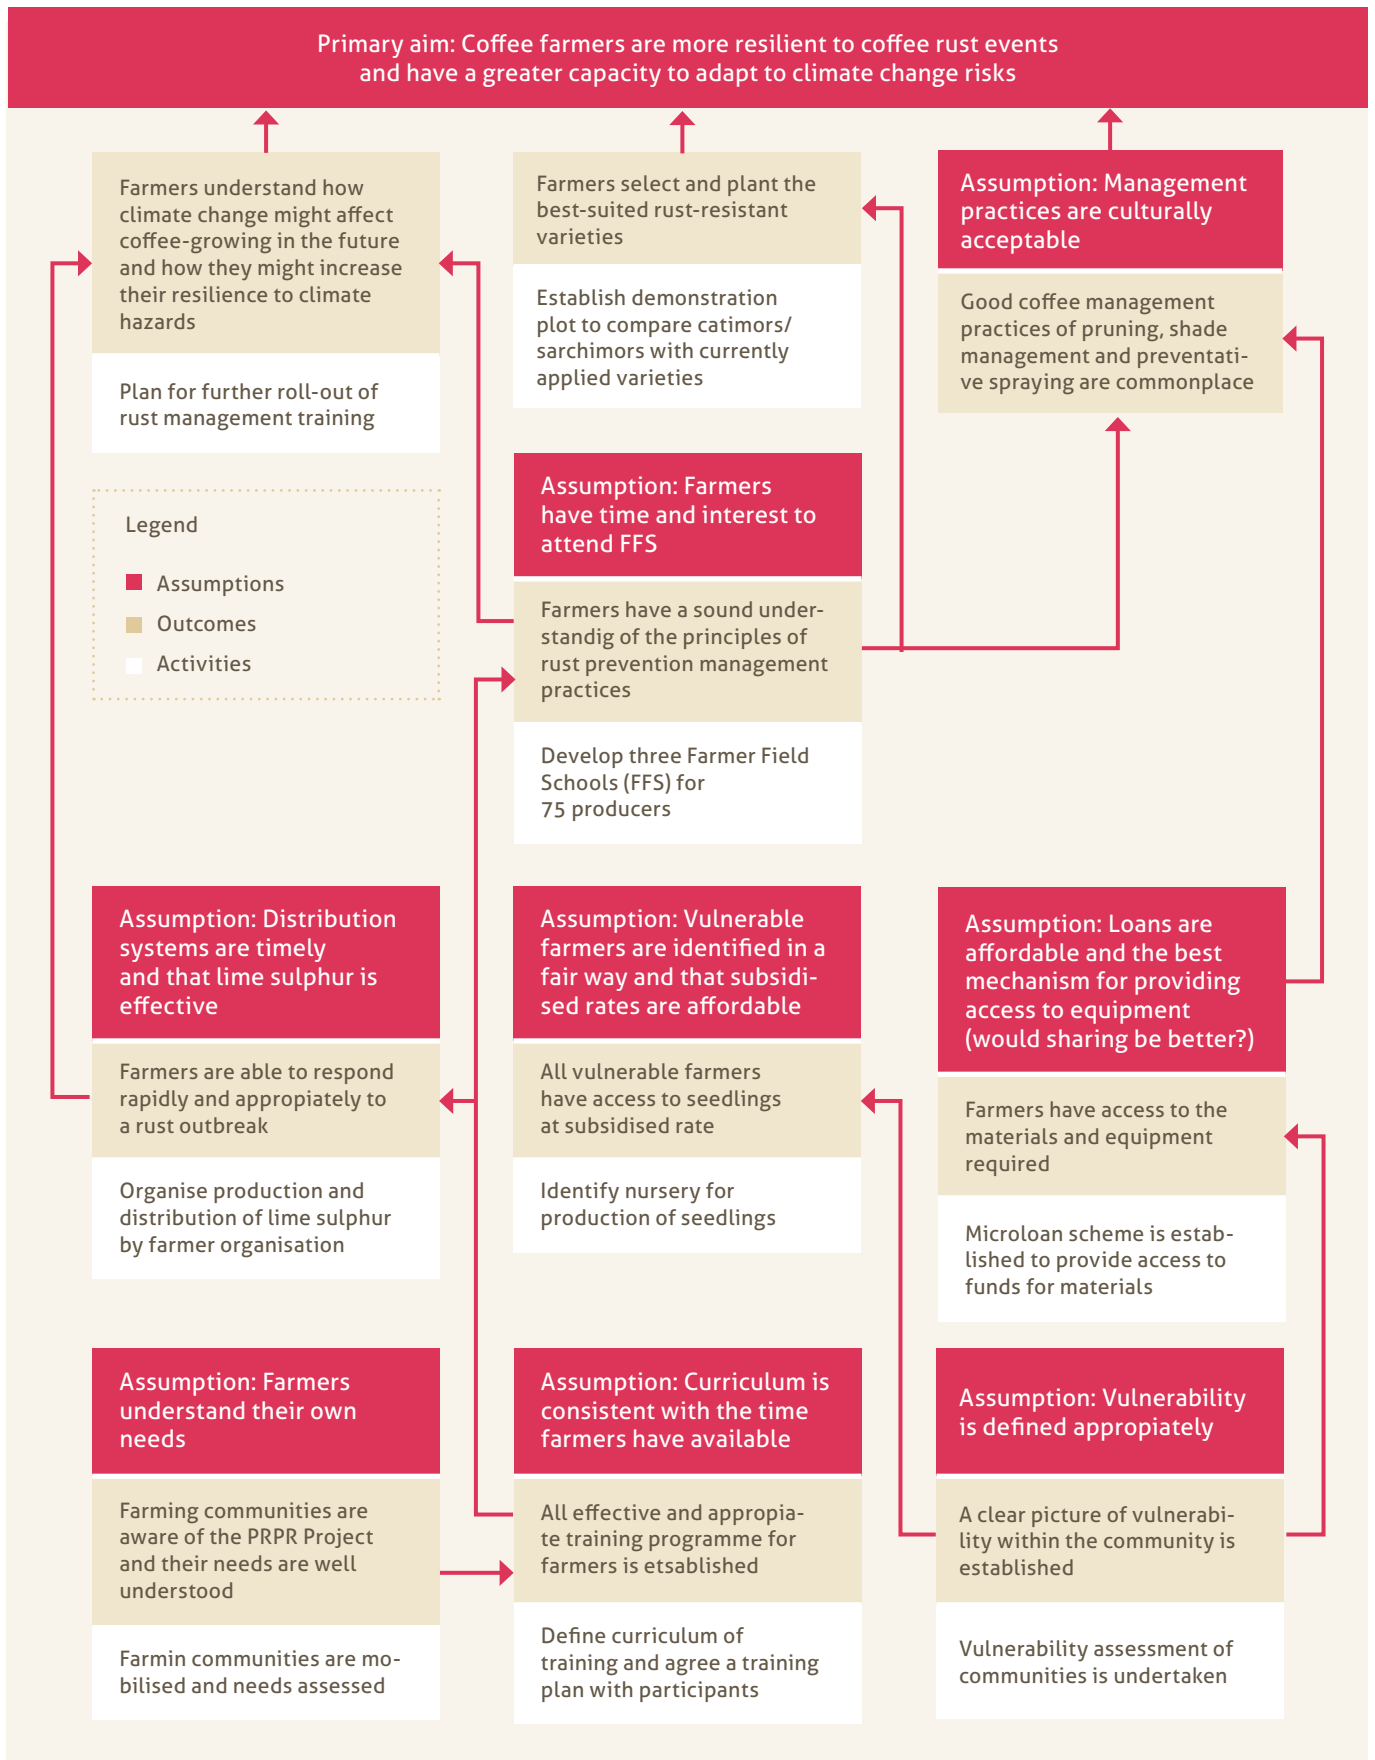 Primary aim: Coffee farmers are more resilient to coffee rust events
and have a greater capacity to adapt to climate change risks
Farmers understand how
climate change might affect
coffee-growing in the future
and how they might increase
their resilience to climate
hazards
Plan for further roll-out of
rust management training
Farmers select and plant the
best-suited rust-resistant
varieties
Establish demonstration
plot to compare catimors/
sarchimors with currently
applied varieties
Assumption: Management
practices are culturally
acceptable
Good coffee management
practices of pruning, shade
management and preventati-
ve spraying are commonplace
Legend
Assumptions
Outcomes
Activities
Assumption: Farmers
have time and interest to
attend FFS
Farmers have a sound under-
standig of the principles of
rust prevention management
practices
Develop three Farmer Field
Schools (FFS) for
75 producers
Assumption: Distribution
systems are timely
and that lime sulphur is
effective
Farmers are able to respond
rapidly and appropiately to
a rust outbreak
Organise production and
distribution of lime sulphur
by farmer organisation
Assumption: Vulnerable
farmers are identified in a
fair way and that subsidi-
sed rates are affordable
All vulnerable farmers
have access to seedlings
at subsidised rate
Identify nursery for
production of seedlings
Assumption: Loans are
affordable and the best
mechanism for providing
access to equipment
(would sharing be better?)
Farmers have access to the
materials and equipment
required
Microloan scheme is estab-
lished to provide access to
funds for materials
Assumption: Farmers
understand their own
needs
Farming communities are
aware of the PRPR Project
and their needs are well
understood
Farmin communities are mo-
bilised and needs assessed
Assumption: Curriculum is
consistent with the time
farmers have available
All effective and appropia-
te training programme for
farmers is etsablished
Define curriculum of
training and agree a training
plan with participants
Assumption: Vulnerability
is defined appropiately
A clear picture of vulnerabi-
lity within the community is
established
Vulnerability assessment of
communities is undertaken